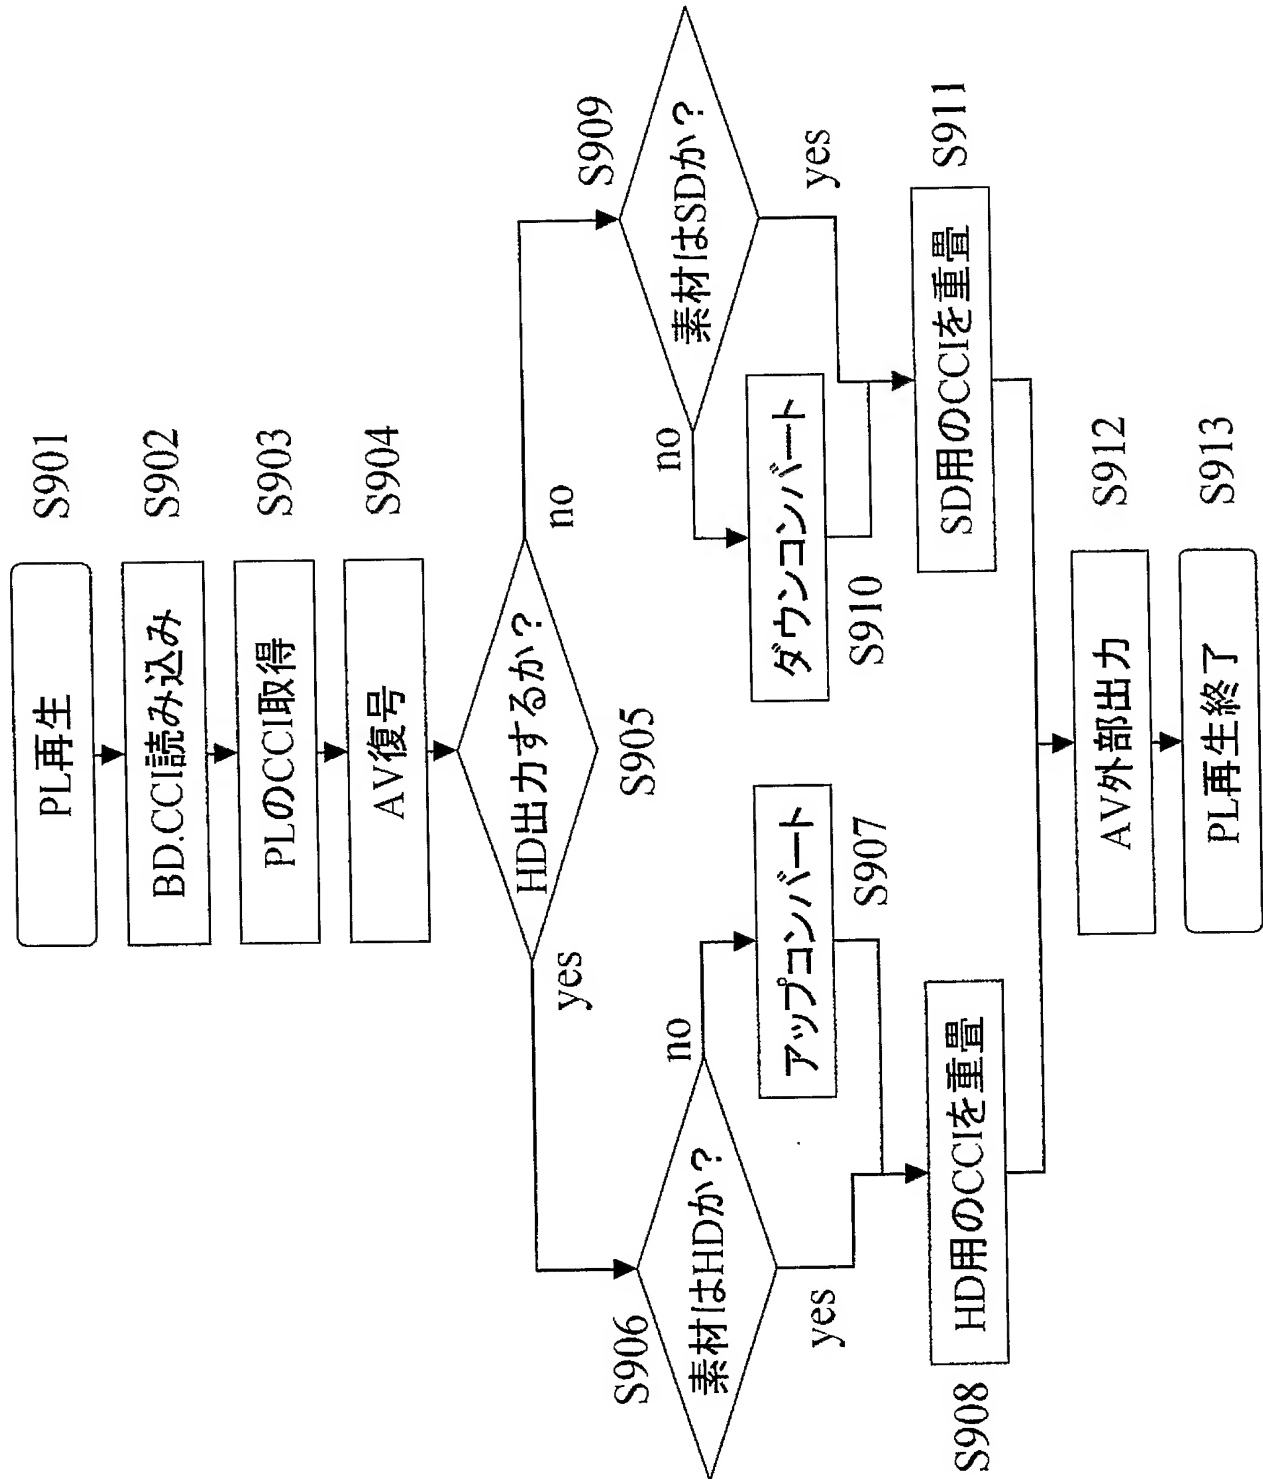 PL再生
S901
BD.CCI読み込み
S902
PLのCCI取得
S903
AV復号
S904
HD出力するか？
S905
yes
no
素材はHDか？
S906
no
yes
アップコンバート
S907
HD用のCCIを重畳
S908
素材はSDか？
S909
no
yes
ダウンコンバート
S910
SD用のCCIを重畳
S911
AV外部出力
S912
PL再生終了
S913